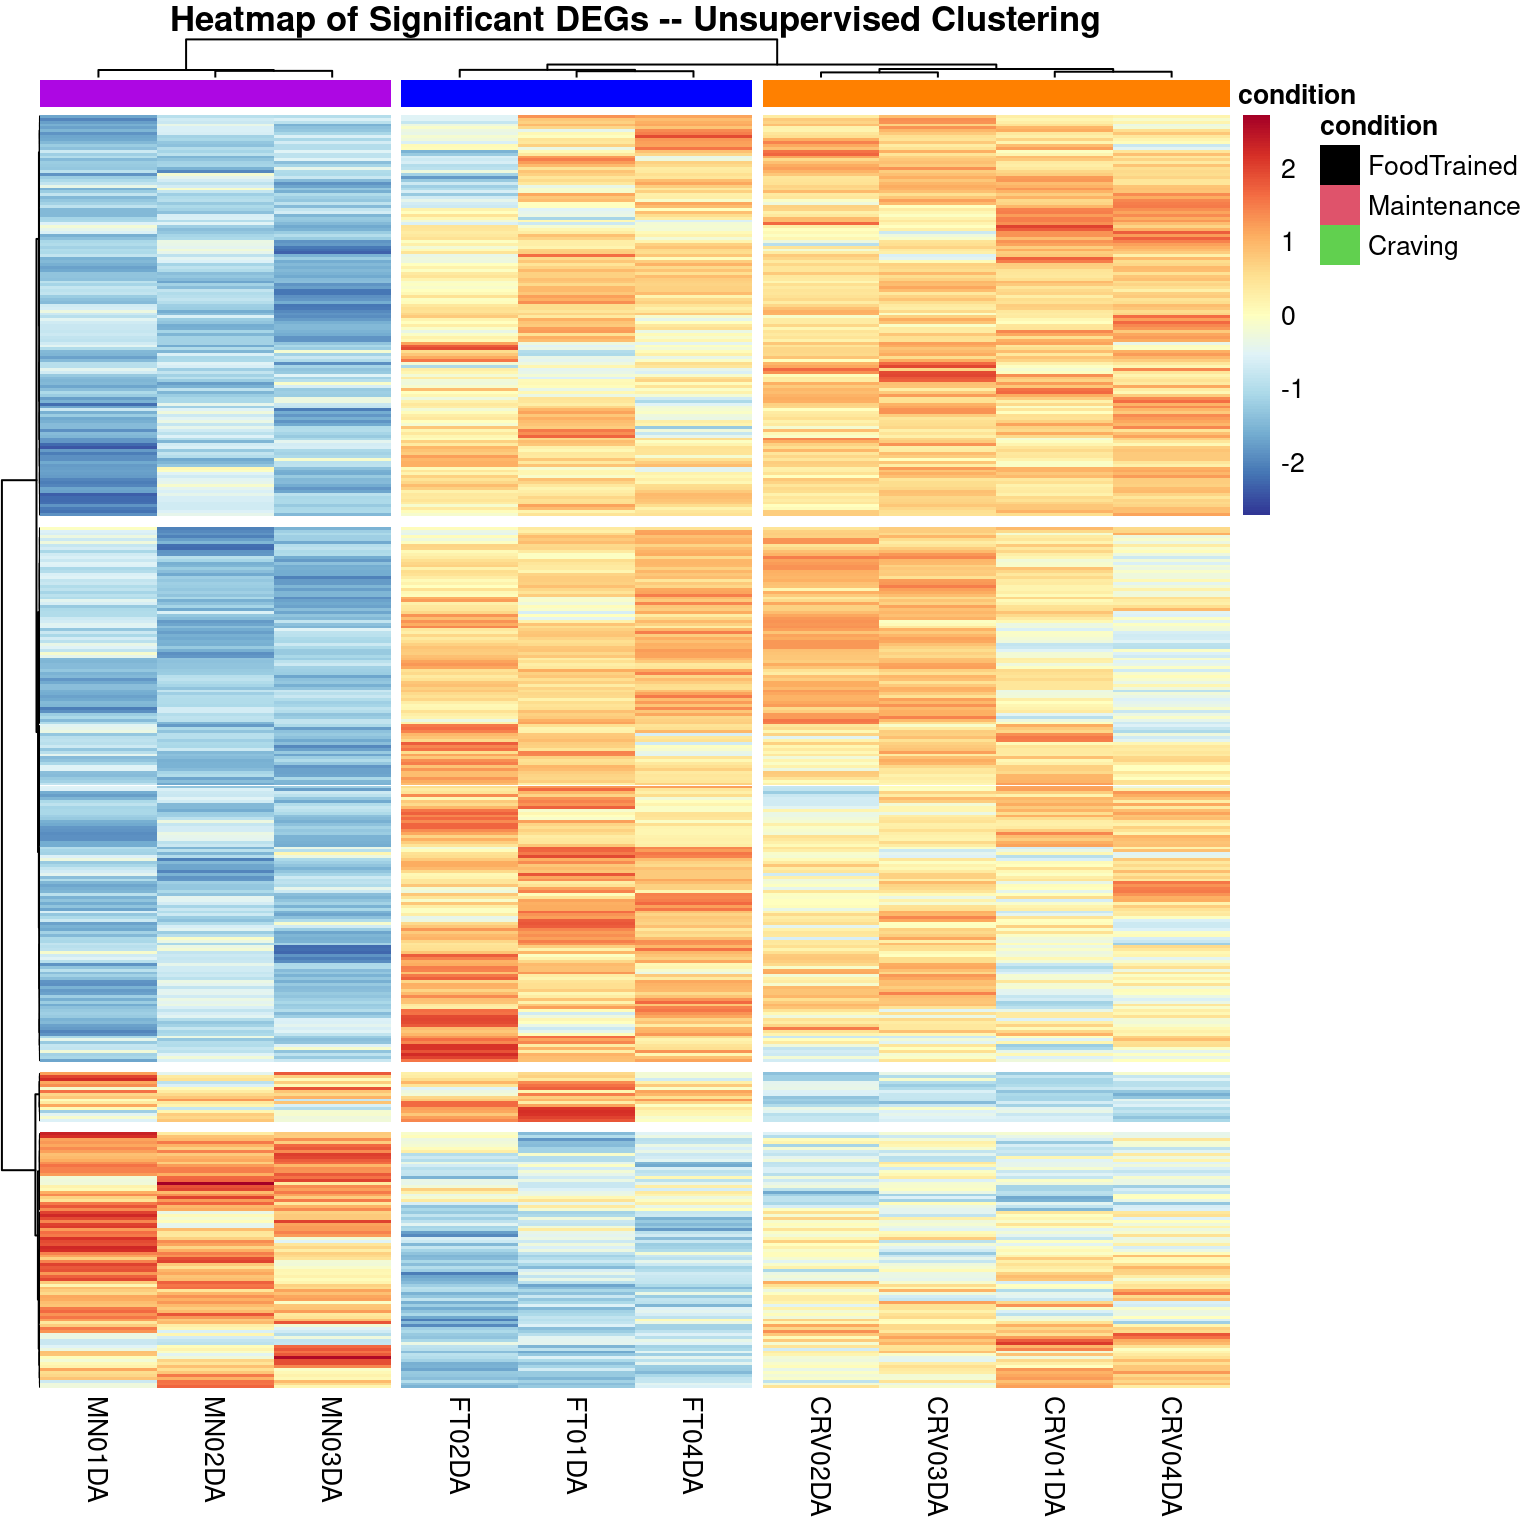 Heatmap of Significant DEGs -- Unsupervised Clustering
condition
condition
FoodTrained
Maintenance
Craving
2
1
0
-1
-2
MN01DA
MN02DA
MN03DA
FT02DA
FT01DA
FT04DA
CRV02DA
CRV03DA
CRV01DA
CRV04DA